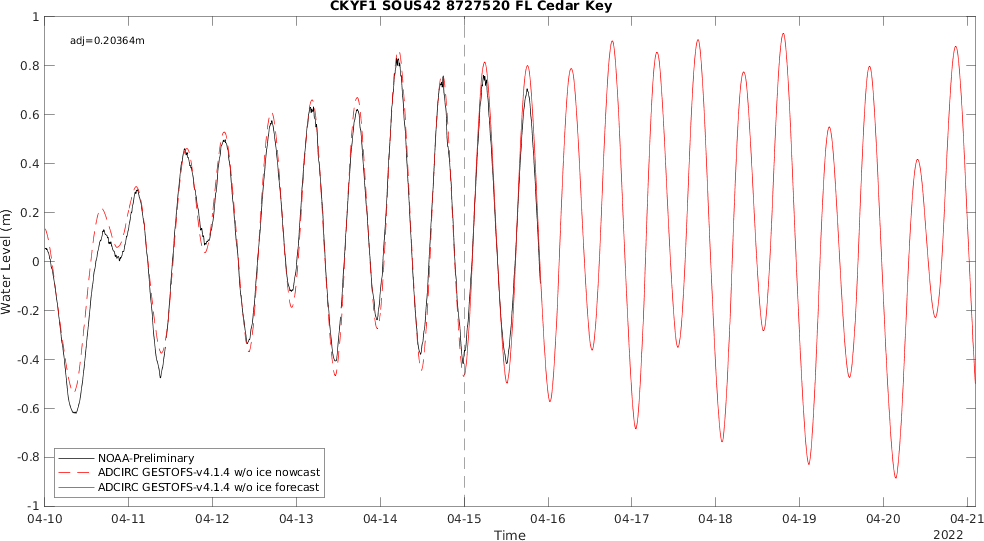 CKYF1 SOUS42 8727520 FL Cedar Key
adj=0.20364m
1
0.8
0.6
0.4
0.2
0
-0.2
-0.4
-0.6
-0.8
-1
Water Level (m)
NOAA-Preliminary
ADCIRC GESTOFS-v4.1.4 w/o ice nowcast
ADCIRC GESTOFS-v4.1.4 w/o ice forecast
04-10 04-11 04-12 04-13 04-14 04-15 04-16 04-17 04-18 04-19 04-20 04-21
Time
2022